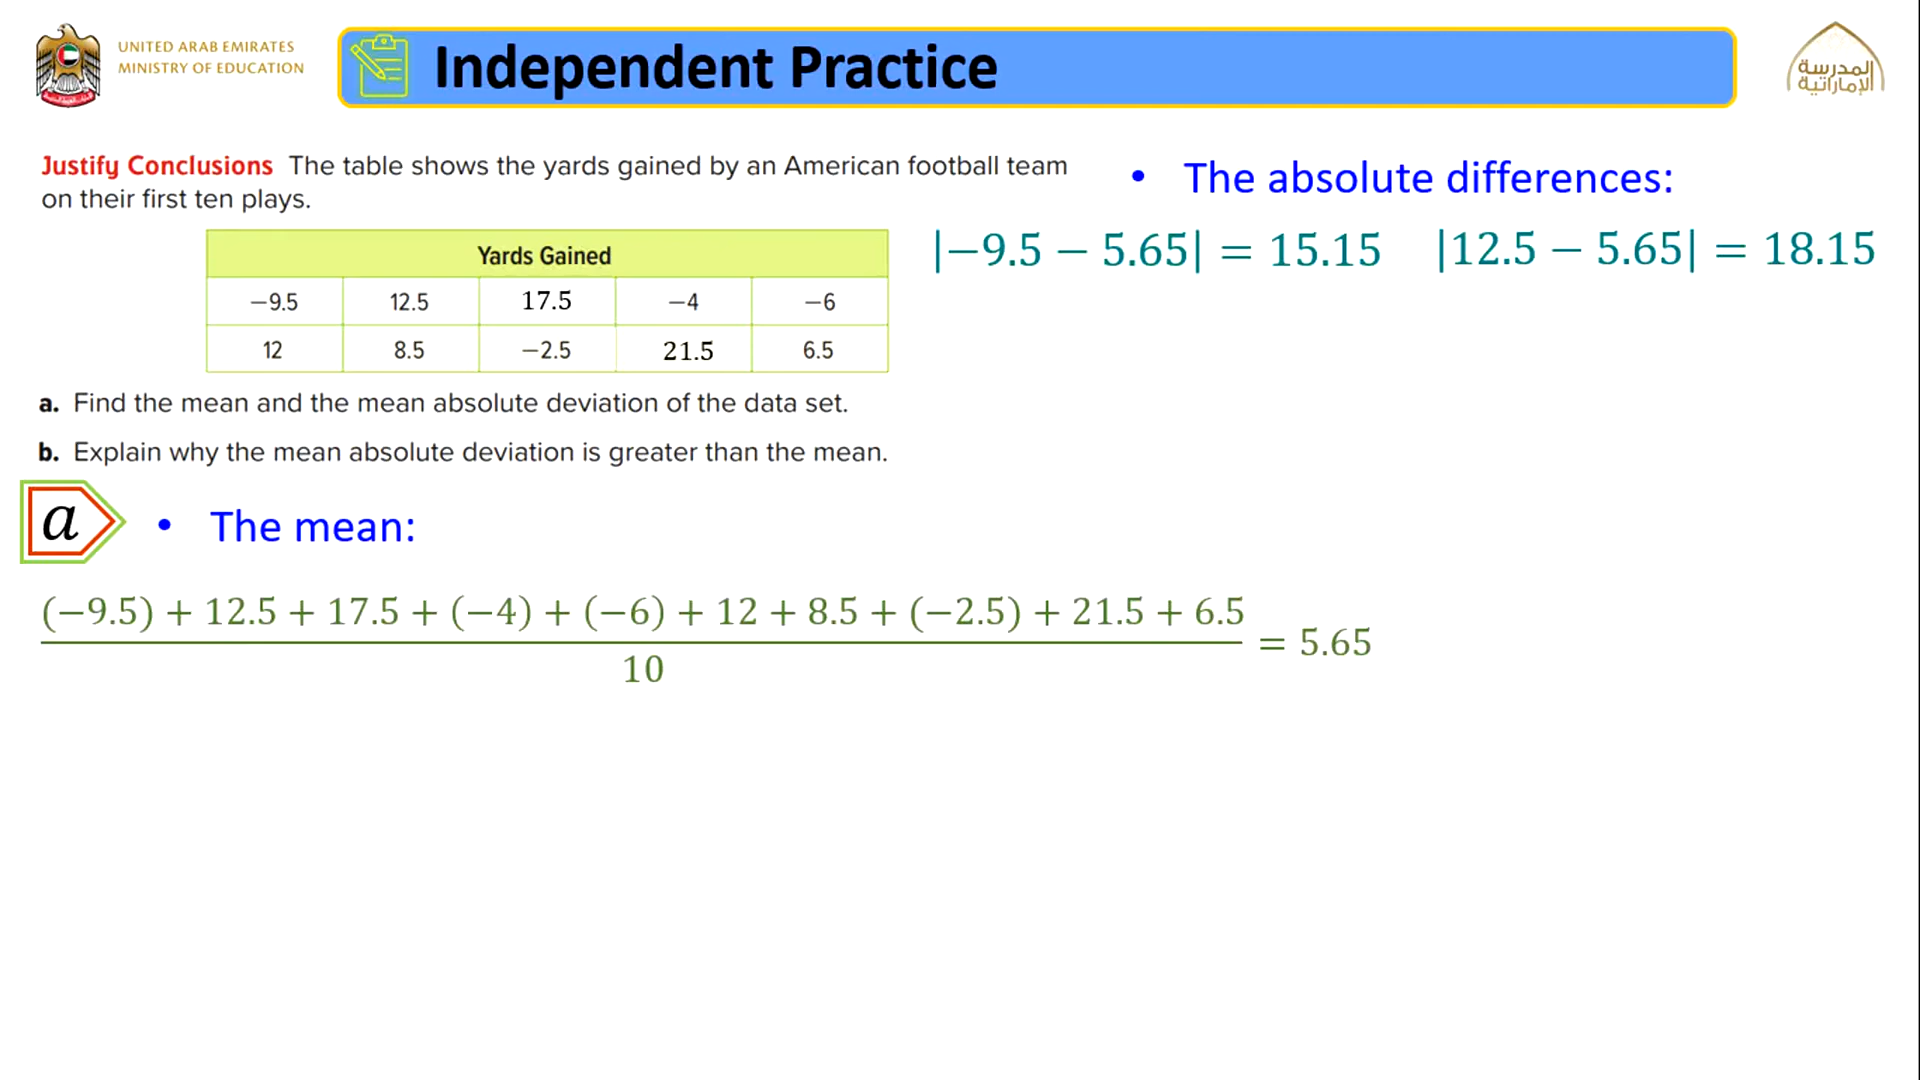 UNITED ARAB EMIRATES
MINISTRY OF EDUCATION
Independent Practice
المدرسة
الإماراتية
Justify Conclusions The table shows the yards gained by an American football team
on their first ten plays.
Yards Gained
−9.5 12.5 17.5 −4 −6
12 8.5 −2.5 21.5 6.5
a. Find the mean and the mean absolute deviation of the data set.
b. Explain why the mean absolute deviation is greater than the mean.
a • The mean:
(−9.5) + 12.5 + 17.5 + (−4) + (−6) + 12 + 8.5 + (−2.5) + 21.5 + 6.5
10
= 5.65
• The absolute differences:
|−9.5 − 5.65| = 15.15 |12.5 − 5.65| = 18.15